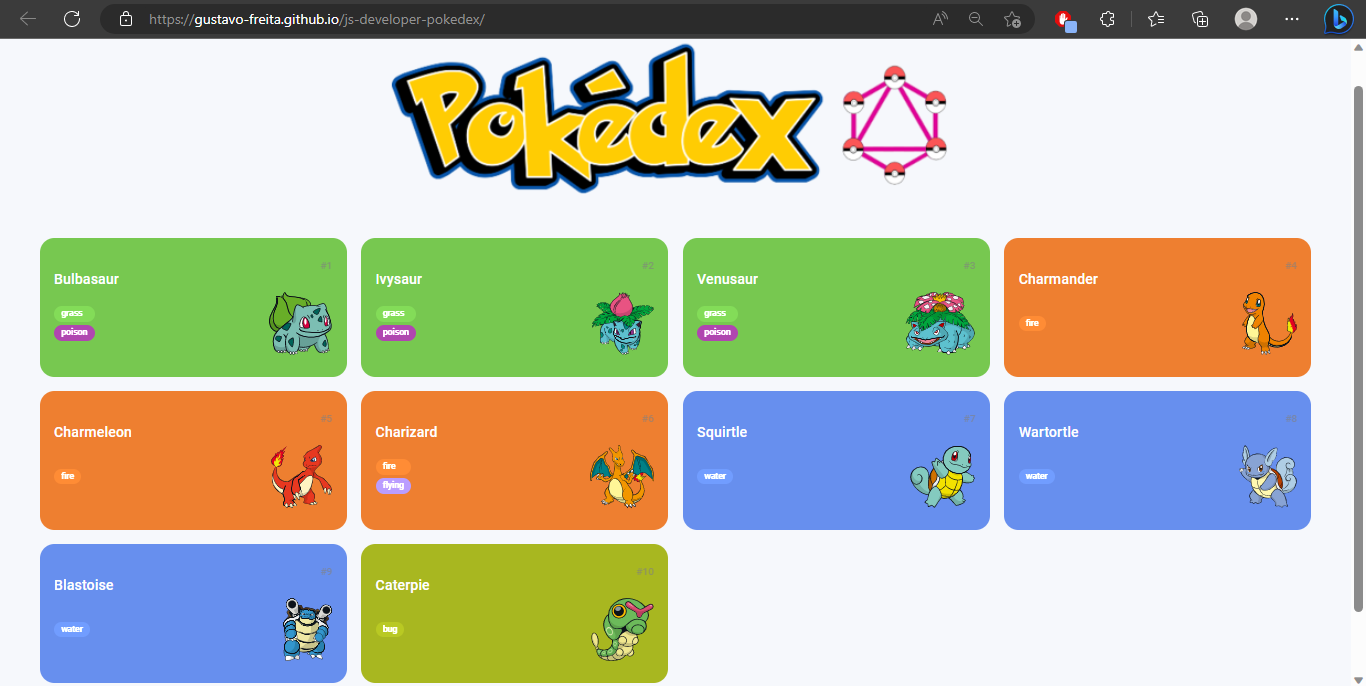 https://gustavo-freita.github.io/js-developer-pokedex/
Pokédex
#1
Bulbasaur
grass
poison
#2
Ivysaur
grass
poison
#3
Venusaur
grass
poison
#4
Charmander
fire
#5
Charmeleon
fire
#6
Charizard
fire
flying
#7
Squirtle
water
#8
Wartortle
water
#9
Blastoise
water
#10
Caterpie
bug